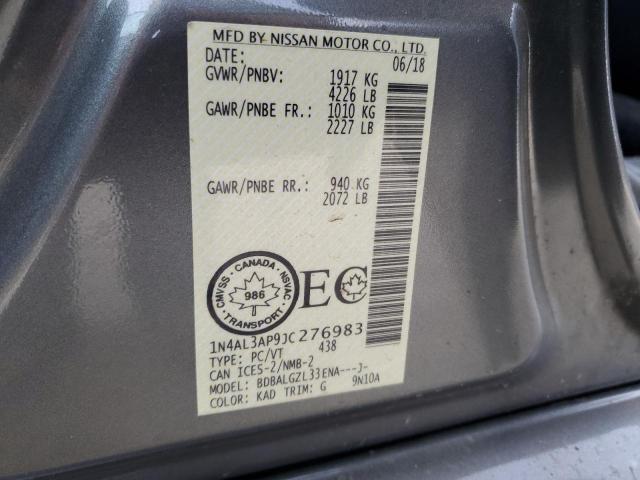 MFD BY NISSAN MOTOR CO., LTD.
DATE: 06/18
GVWR/PNBV: 1917 KG
4226 LB
GAWR/PNBE FR.: 1010 KG
2227 LB
GAWR/PNBE RR.: 940 KG
2072 LB
CMVSS · CANADA · NSVAC
986
TRANSPORT
EC
1N4AL3AP9JC276983
TYPE: PC/VT 438
CAN ICES-2/NMB-2
MODEL: BDBALGZL33ENA---J-
COLOR: KAD TRIM: G 9N10A